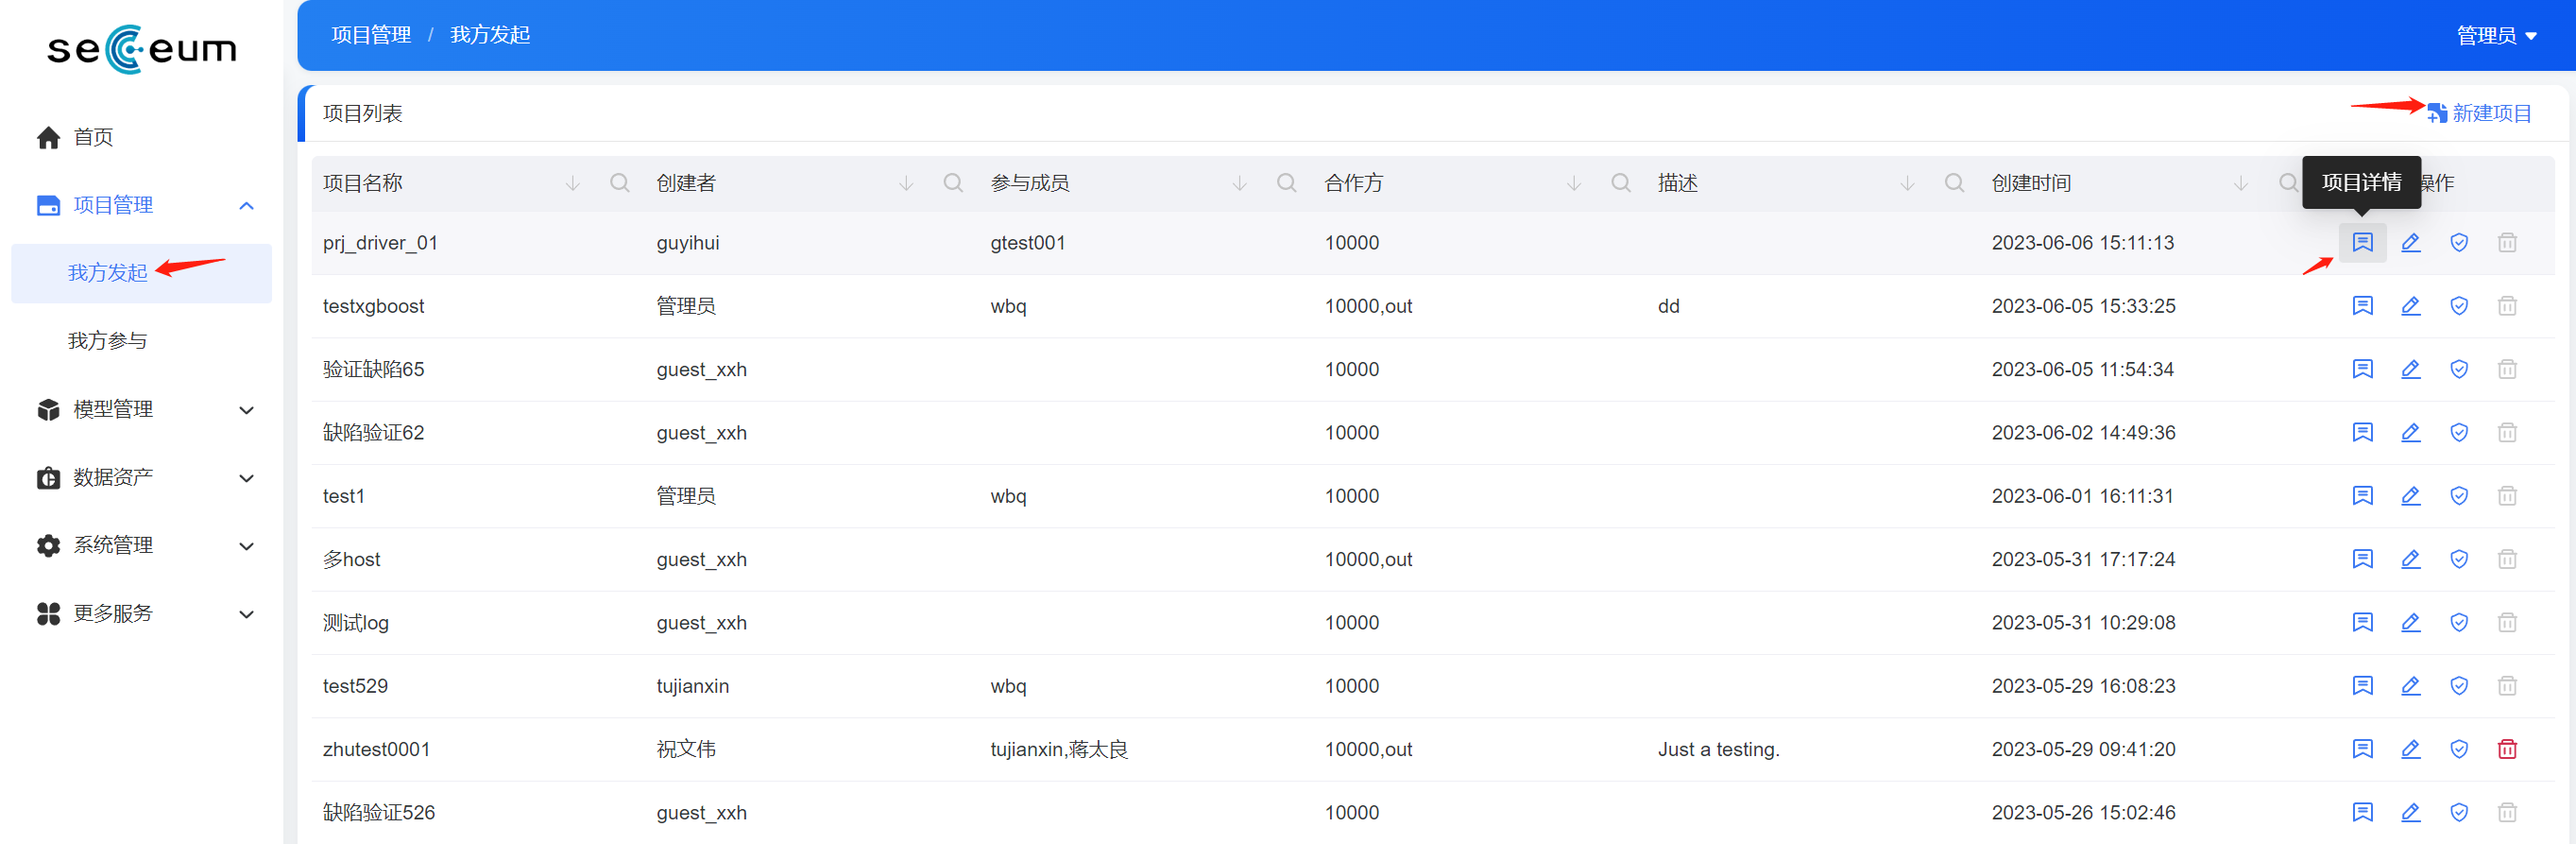 secceum
项目管理 / 我方发起
管理员
首页
项目管理
我方发起
我方参与
模型管理
数据资产
系统管理
更多服务
项目列表
新建项目
项目详情
项目名称 创建者 参与成员 合作方 描述 创建时间 操作
prj_driver_01 guyihui gtest001 10000 2023-06-06 15:11:13
testxgboost 管理员 wbq 10000,out dd 2023-06-05 15:33:25
验证缺陷65 guest_xxh 10000 2023-06-05 11:54:34
缺陷验证62 guest_xxh 10000 2023-06-02 14:49:36
test1 管理员 wbq 10000 2023-06-01 16:11:31
多host guest_xxh 10000,out 2023-05-31 17:17:24
测试log guest_xxh 10000 2023-05-31 10:29:08
test529 tujianxin wbq 10000 2023-05-29 16:08:23
zhutest0001 祝文伟 tujianxin,蒋太良 10000,out Just a testing. 2023-05-29 09:41:20
缺陷验证526 guest_xxh 10000 2023-05-26 15:02:46